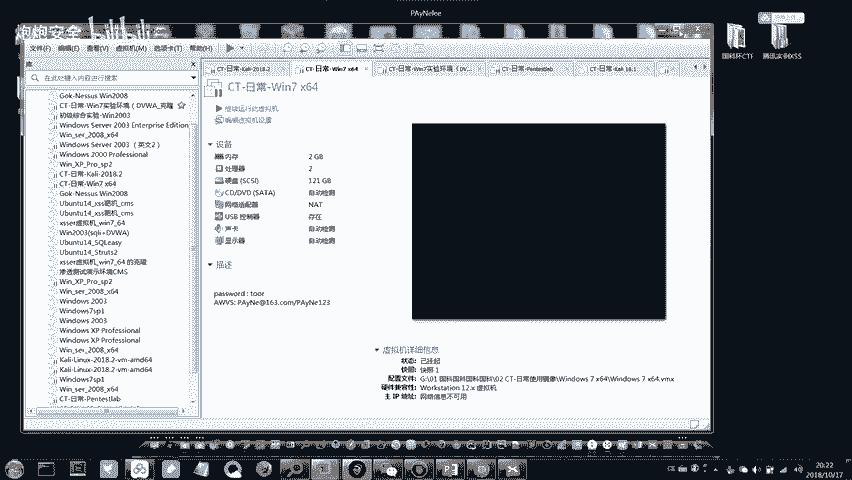 PAyNefee
炮炮安全
bilibili
文件(F) 编辑(E) 查看(V) 虚拟机(M) 选项卡(T) 帮助(H)
国科环CTF
腾讯实例XSS
库
在此处键入内容进行搜索
Gok-Nessus Win2008
CT-日常-Win7实验环境（DVWA_克隆
初级综合实验-Win2003
Windows Server 2003 Enterprise Edition
Win_ser_2008_x64
Windows Server 2003 （英文2）
Windows 2000 Professional
Win_XP_Pro_sp2
CT-日常-Kali-2018.2
CT-日常-Win7 x64
Gok-Nessus Win2008
Ubuntu14_xss靶机_cms
Ubuntu14_xss靶机_cms
xsser虚拟机_win7_64
Win2003(sqli+DVWA)
Ubuntu14_SQLeasy
Ubuntu14_Struts2
xsser虚拟机_win7_64 的克隆
渗透测试演示环境CMS
Win_XP_Pro_sp2
Win_ser_2008_x64
Windows 2003
Windows7sp1
Windows 2003
Windows XP Professional
Windows XP Professional
Win_ser_2008_x64
Kali-Linux-2018.2-vm-amd64
Kali-Linux-2018.2-vm-amd64
Windows7sp1
Win_ser_2008_x64
CT-日常-Pentestlab
CT-日常-Kali-2018.2
CT-日常-Win7 x64
CT-日常-Win7实验环境（DV...
CT-日常-Pentestlab
CT-日常-Kali 18.1
CT-日常-Win7 x64
继续运行此虚拟机
编辑虚拟机设置
设备
内存 2 GB
处理器 2
硬盘 (SCSI) 121 GB
CD/DVD (SATA) 自动检测
网络适配器 NAT
USB 控制器 存在
声卡 自动检测
显示器 自动检测
描述
password : toor
AWVS: PAyNe@163.com/PAyNe123
虚拟机详细信息
状态: 已挂起
快照: 快照 1
配置文件: G:\01 国科国科国科国科\02 CT-日常使用镜像\Windows 7 x64\Windows 7 x64.vmx
硬件兼容性: Workstation 12.x 虚拟机
主 IP 地址: 网络信息不可用
20:22
2018/10/17